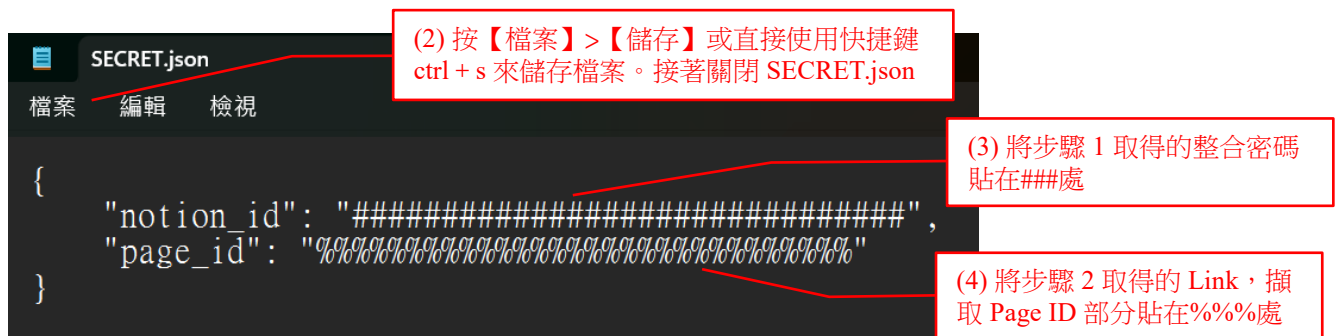 (2) 按【檔案】>【儲存】或直接使用快捷鍵
ctrl + s 來儲存檔案。接著關閉 SECRET.json
SECRET.json
檔案 編輯 檢視
(3) 將步驟 1 取得的整合密碼
貼在###處
{
"notion_id": "##############################",
"page_id": "%%%%%%%%%%%%%%%%%%%%%%%%%%%%%%"
}
(4) 將步驟 2 取得的 Link，擷
取 Page ID 部分貼在%%%處